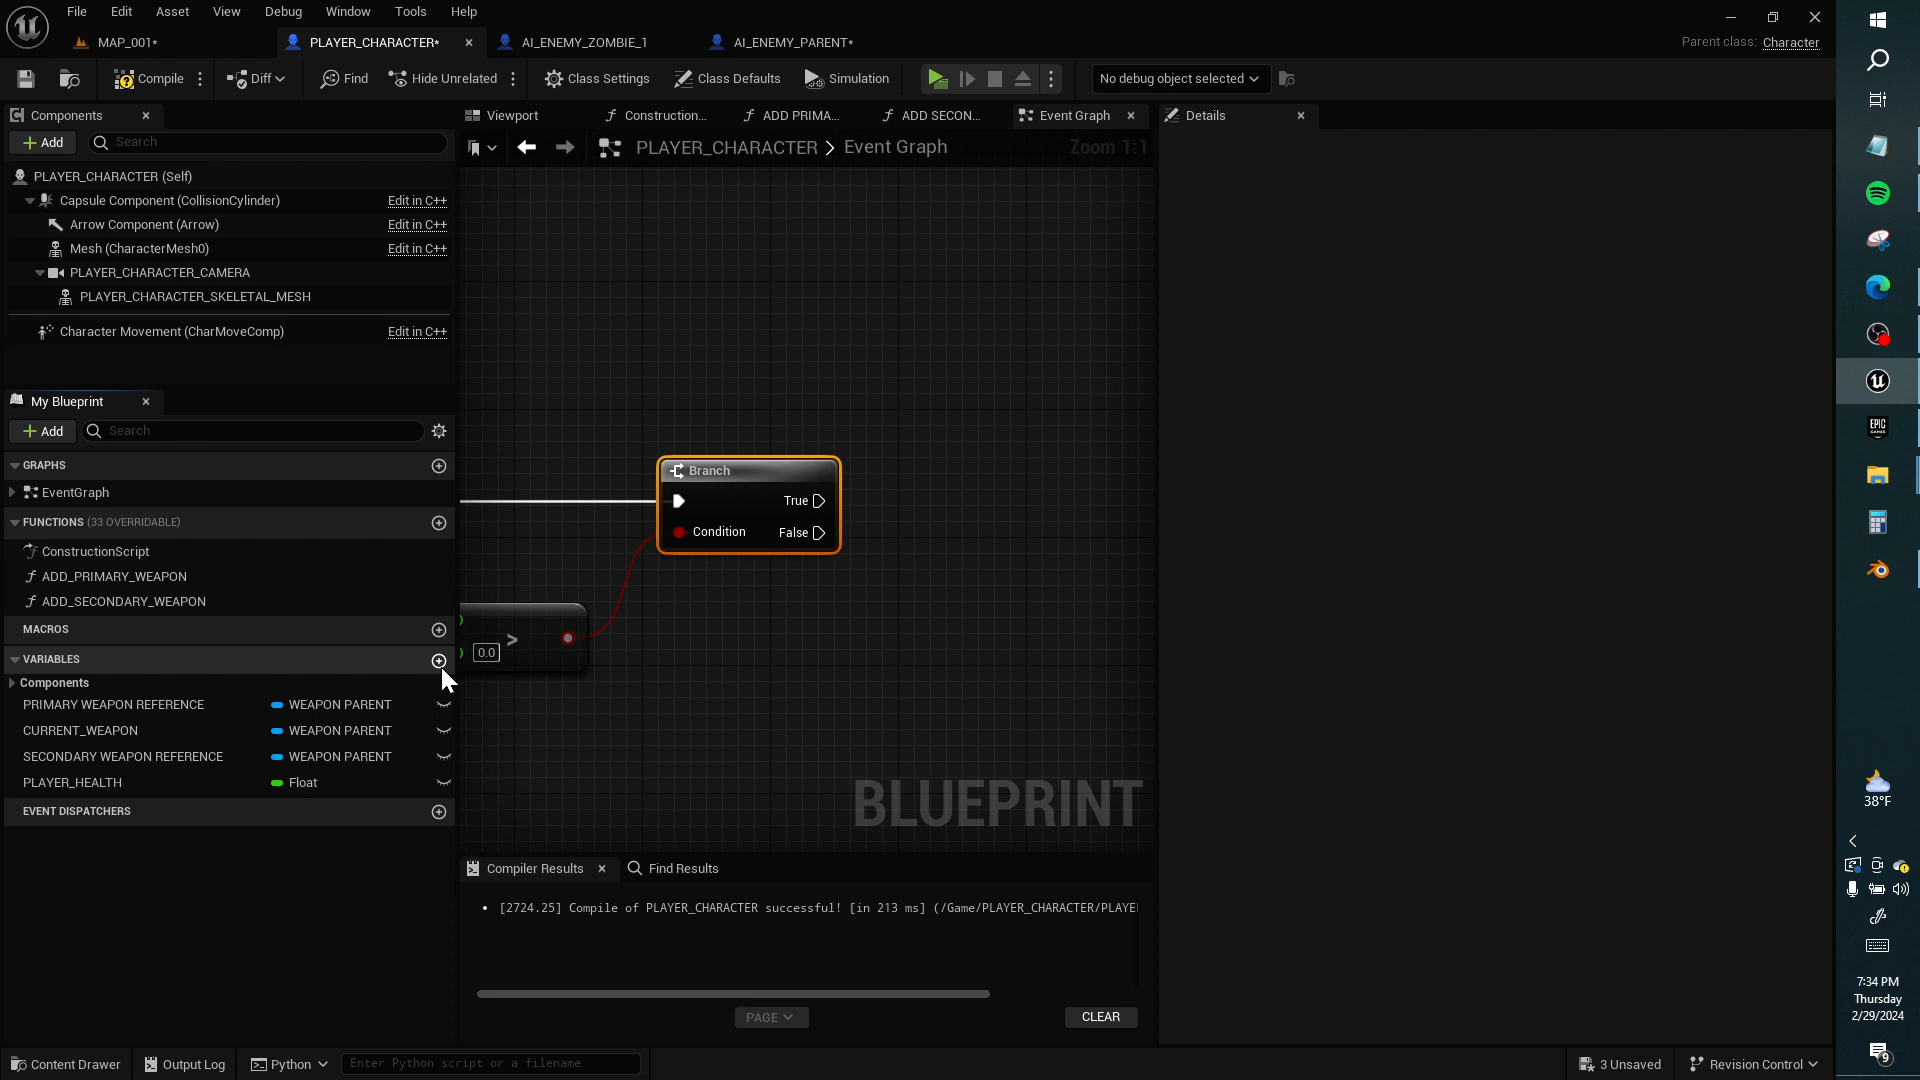 File Edit Asset View Debug Window Tools Help
MAP_001* PLAYER_CHARACTER* AI_ENEMY_ZOMBIE_1 AI_ENEMY_PARENT* Parent class: Character
Compile Diff Find Hide Unrelated Class Settings Class Defaults Simulation No debug object selected
Components Viewport Construction... ADD PRIMA... ADD SECON... Event Graph Details
Add Search PLAYER_CHARACTER > Event Graph Zoom 1:1
PLAYER_CHARACTER (Self)
Capsule Component (CollisionCylinder) Edit in C++
Arrow Component (Arrow) Edit in C++
Mesh (CharacterMesh0) Edit in C++
PLAYER_CHARACTER_CAMERA
PLAYER_CHARACTER_SKELETAL_MESH
Character Movement (CharMoveComp) Edit in C++
My Blueprint
Add Search
GRAPHS
EventGraph
FUNCTIONS (33 OVERRIDABLE)
ConstructionScript
ADD_PRIMARY_WEAPON
ADD_SECONDARY_WEAPON
MACROS
VARIABLES
Components
PRIMARY WEAPON REFERENCE WEAPON PARENT
CURRENT_WEAPON WEAPON PARENT
SECONDARY WEAPON REFERENCE WEAPON PARENT
PLAYER_HEALTH Float
EVENT DISPATCHERS
Branch
True
Condition False
0.0 >
BLUEPRINT
Compiler Results Find Results
• [2724.25] Compile of PLAYER_CHARACTER successful! [in 213 ms] (/Game/PLAYER_CHARACTER/PLAYE
PAGE CLEAR
Content Drawer Output Log Python Enter Python script or a filename 3 Unsaved Revision Control
EPIC
GAMES
38°F
7:34 PM
Thursday
2/29/2024
9